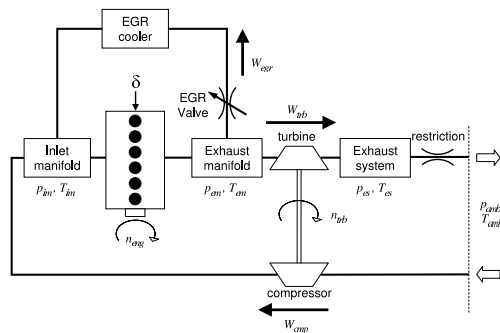 EGR
cooler
W_egr
δ
EGR
Valve
W_trb
turbine
restriction
Inlet
manifold
Exhaust
manifold
Exhaust
system
p_im, T_im
p_em, T_em
p_es, T_es
p_amb
T_amb
n_eng
n_trb
compressor
W_cmp